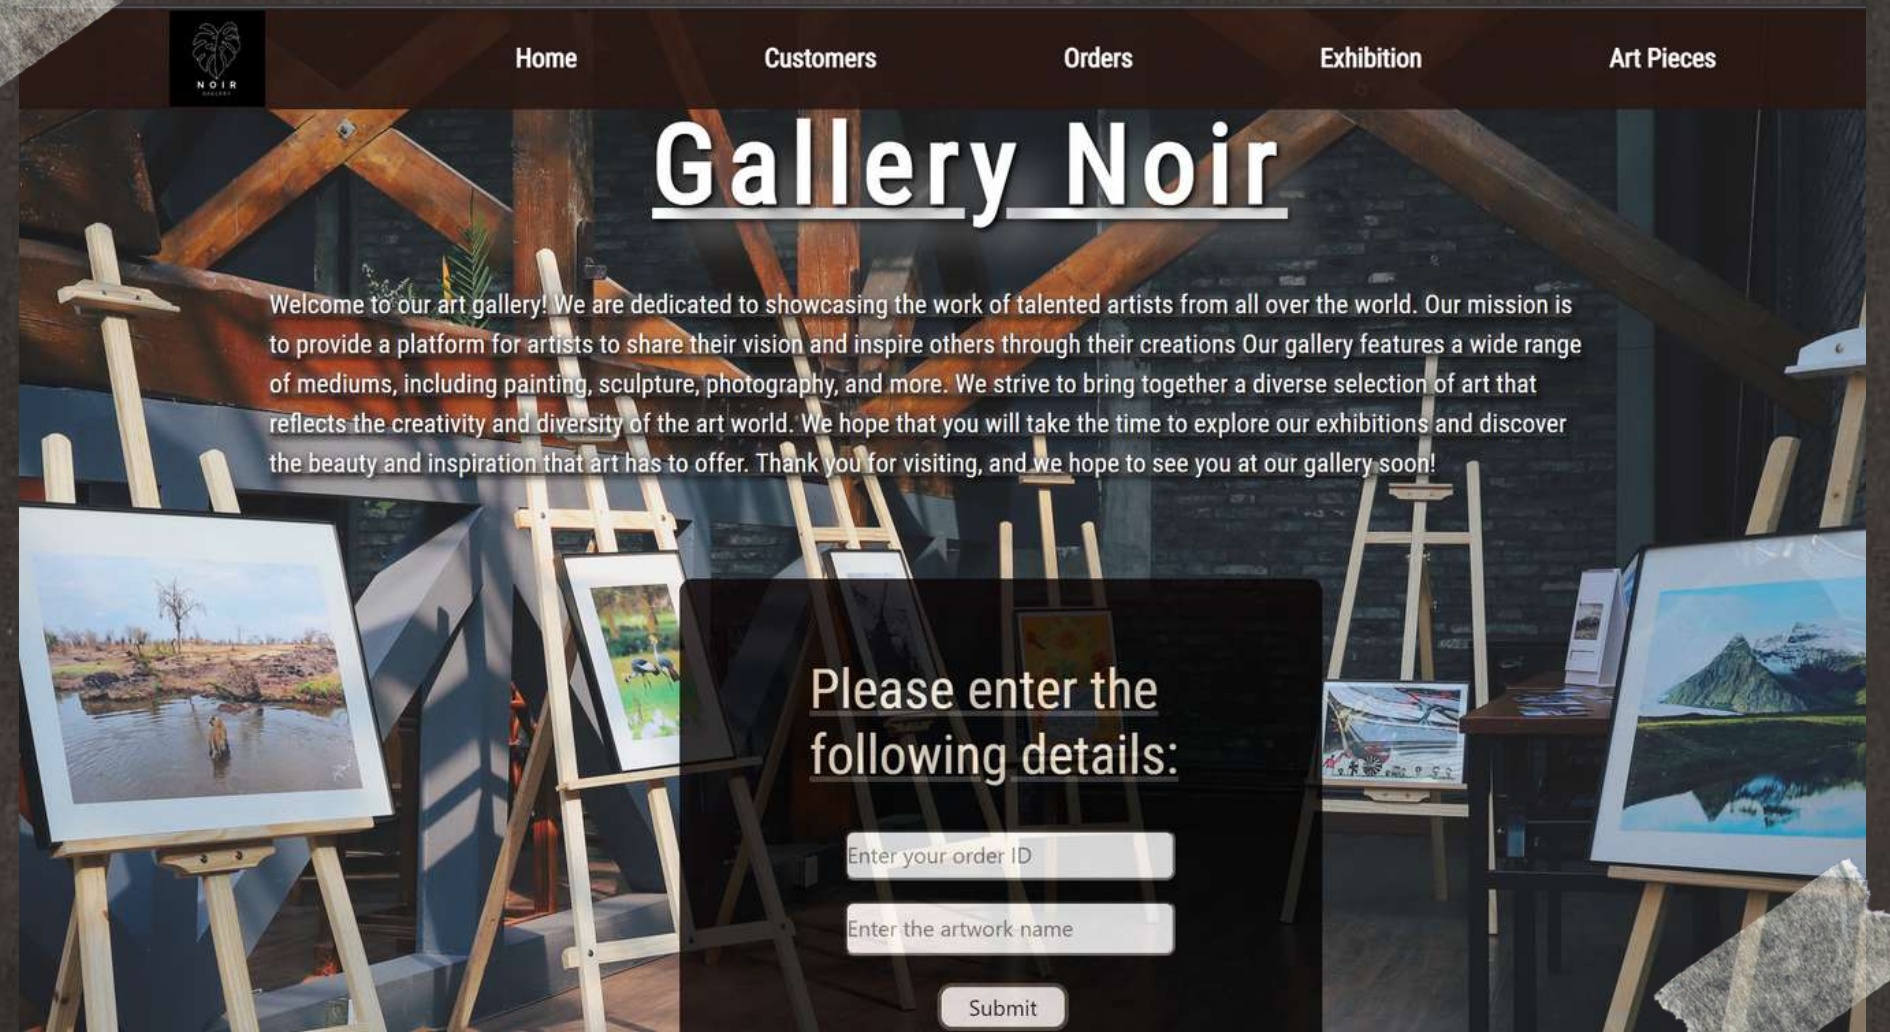 NOIR
GALLERY
Home
Customers
Orders
Exhibition
Art Pieces
Gallery Noir
Welcome to our art gallery! We are dedicated to showcasing the work of talented artists from all over the world. Our mission is
to provide a platform for artists to share their vision and inspire others through their creations Our gallery features a wide range
of mediums, including painting, sculpture, photography, and more. We strive to bring together a diverse selection of art that
reflects the creativity and diversity of the art world. We hope that you will take the time to explore our exhibitions and discover
the beauty and inspiration that art has to offer. Thank you for visiting, and we hope to see you at our gallery soon!
Please enter the
following details:
Enter your order ID
Enter the artwork name
Submit